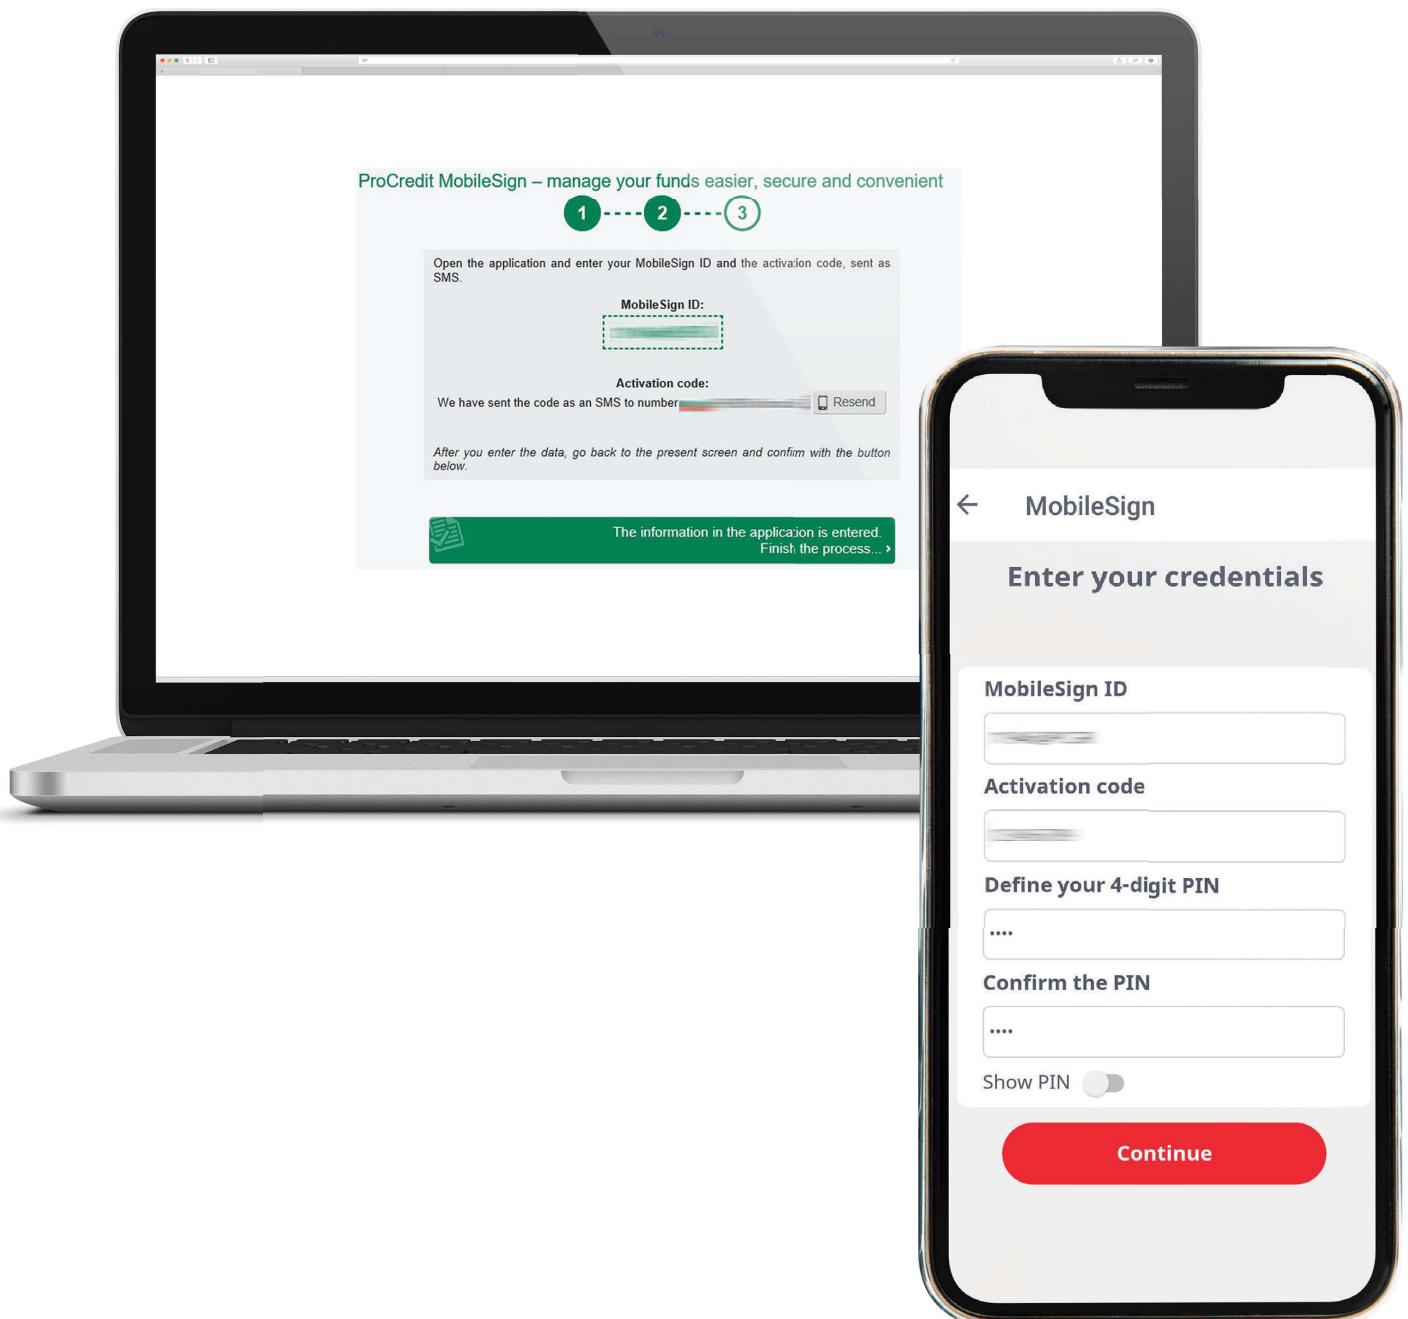 ProCredit MobileSign – manage your funds easier, secure and convenient
1 2 3
Open the application and enter your MobileSign ID and the activation code, sent as
SMS.
MobileSign ID:
Activation code:
We have sent the code as an SMS to number
Resend
After you enter the data, go back to the present screen and confirm with the button
below.
The information in the application is entered.
Finish the process... ›
MobileSign
Enter your credentials
MobileSign ID
Activation code
Define your 4-digit PIN
••••
Confirm the PIN
••••
Show PIN
Continue